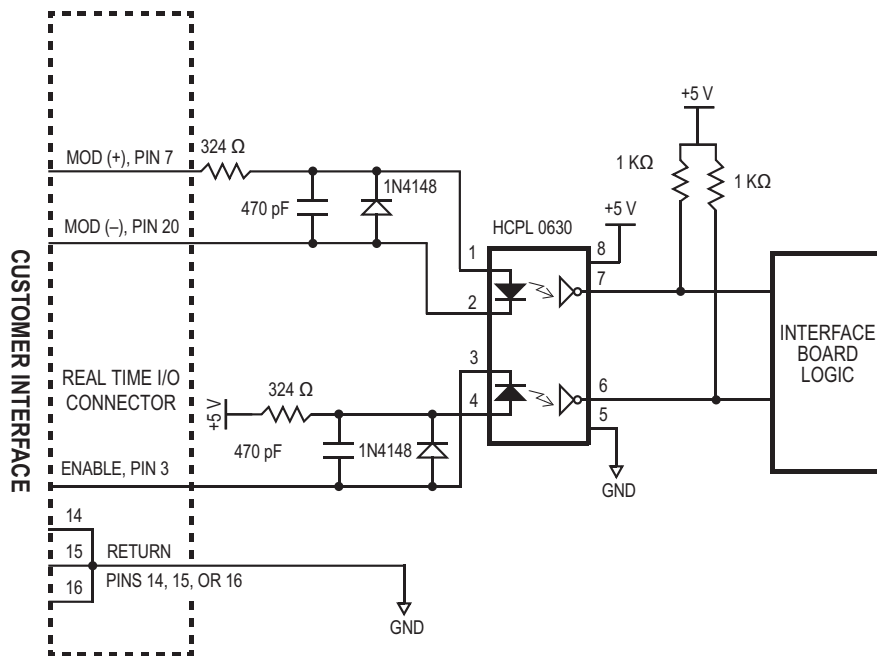 CUSTOMER INTERFACE
MOD (+), PIN 7
324 Ω
470 pF
1N4148
MOD (–), PIN 20
HCPL 0630
1
2
3
4
8
7
6
5
+5 V
+5 V
1 KΩ
1 KΩ
INTERFACE
BOARD
LOGIC
REAL TIME I/O
CONNECTOR
+5 V
324 Ω
470 pF
1N4148
ENABLE, PIN 3
GND
14
15
16
RETURN
PINS 14, 15, OR 16
GND